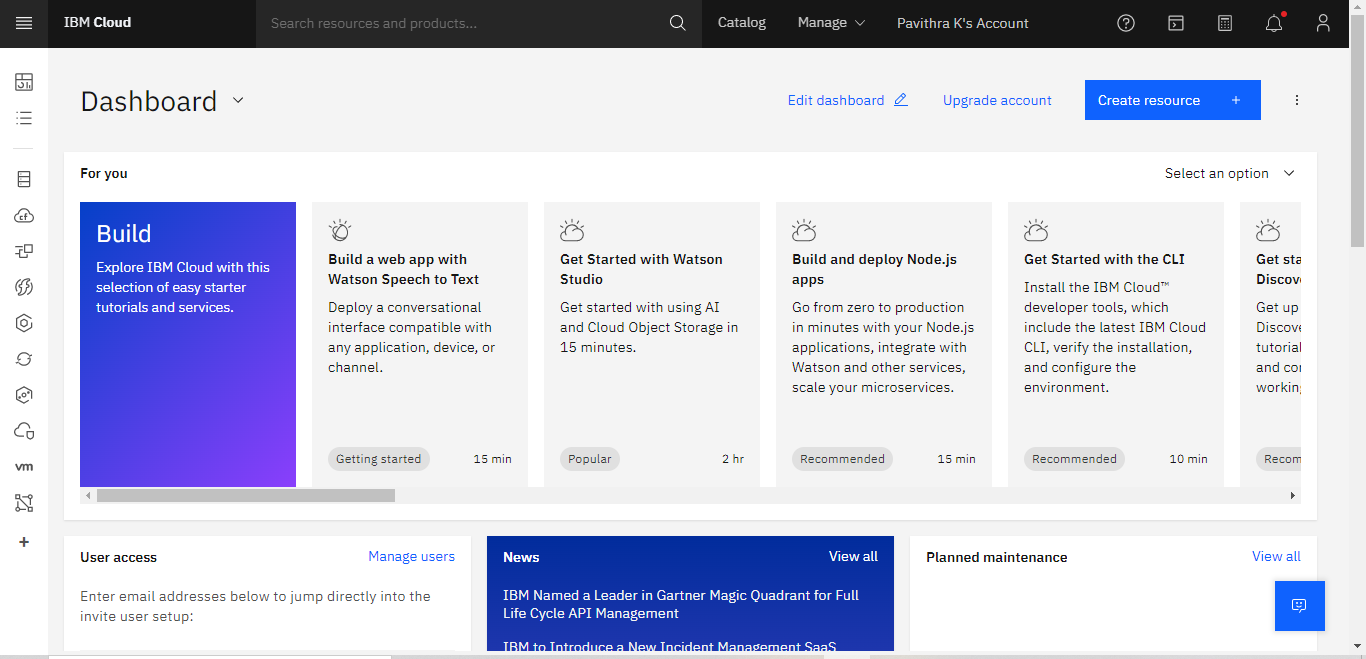 IBM Cloud
Search resources and products...
Catalog
Manage
Pavithra K's Account
Dashboard
Edit dashboard
Upgrade account
Create resource +
For you
Select an option
Build
Explore IBM Cloud with this
selection of easy starter
tutorials and services.
Build a web app with
Watson Speech to Text
Deploy a conversational
interface compatible with
any application, device, or
channel.
Getting started
15 min
Get Started with Watson
Studio
Get started with using AI
and Cloud Object Storage in
15 minutes.
Popular
2 hr
Build and deploy Node.js
apps
Go from zero to production
in minutes with your Node.js
applications, integrate with
Watson and other services,
scale your microservices.
Recommended
15 min
Get Started with the CLI
Install the IBM Cloud™
developer tools, which
include the latest IBM Cloud
CLI, verify the installation,
and configure the
environment.
Recommended
10 min
Get sta
Discove
Get up
Discove
tutorial
and co
working
Recom
cf
vm
User access
Manage users
Enter email addresses below to jump directly into the
invite user setup:
News
View all
IBM Named a Leader in Gartner Magic Quadrant for Full
Life Cycle API Management
IBM to Introduce a New Incident Management SaaS
Planned maintenance
View all